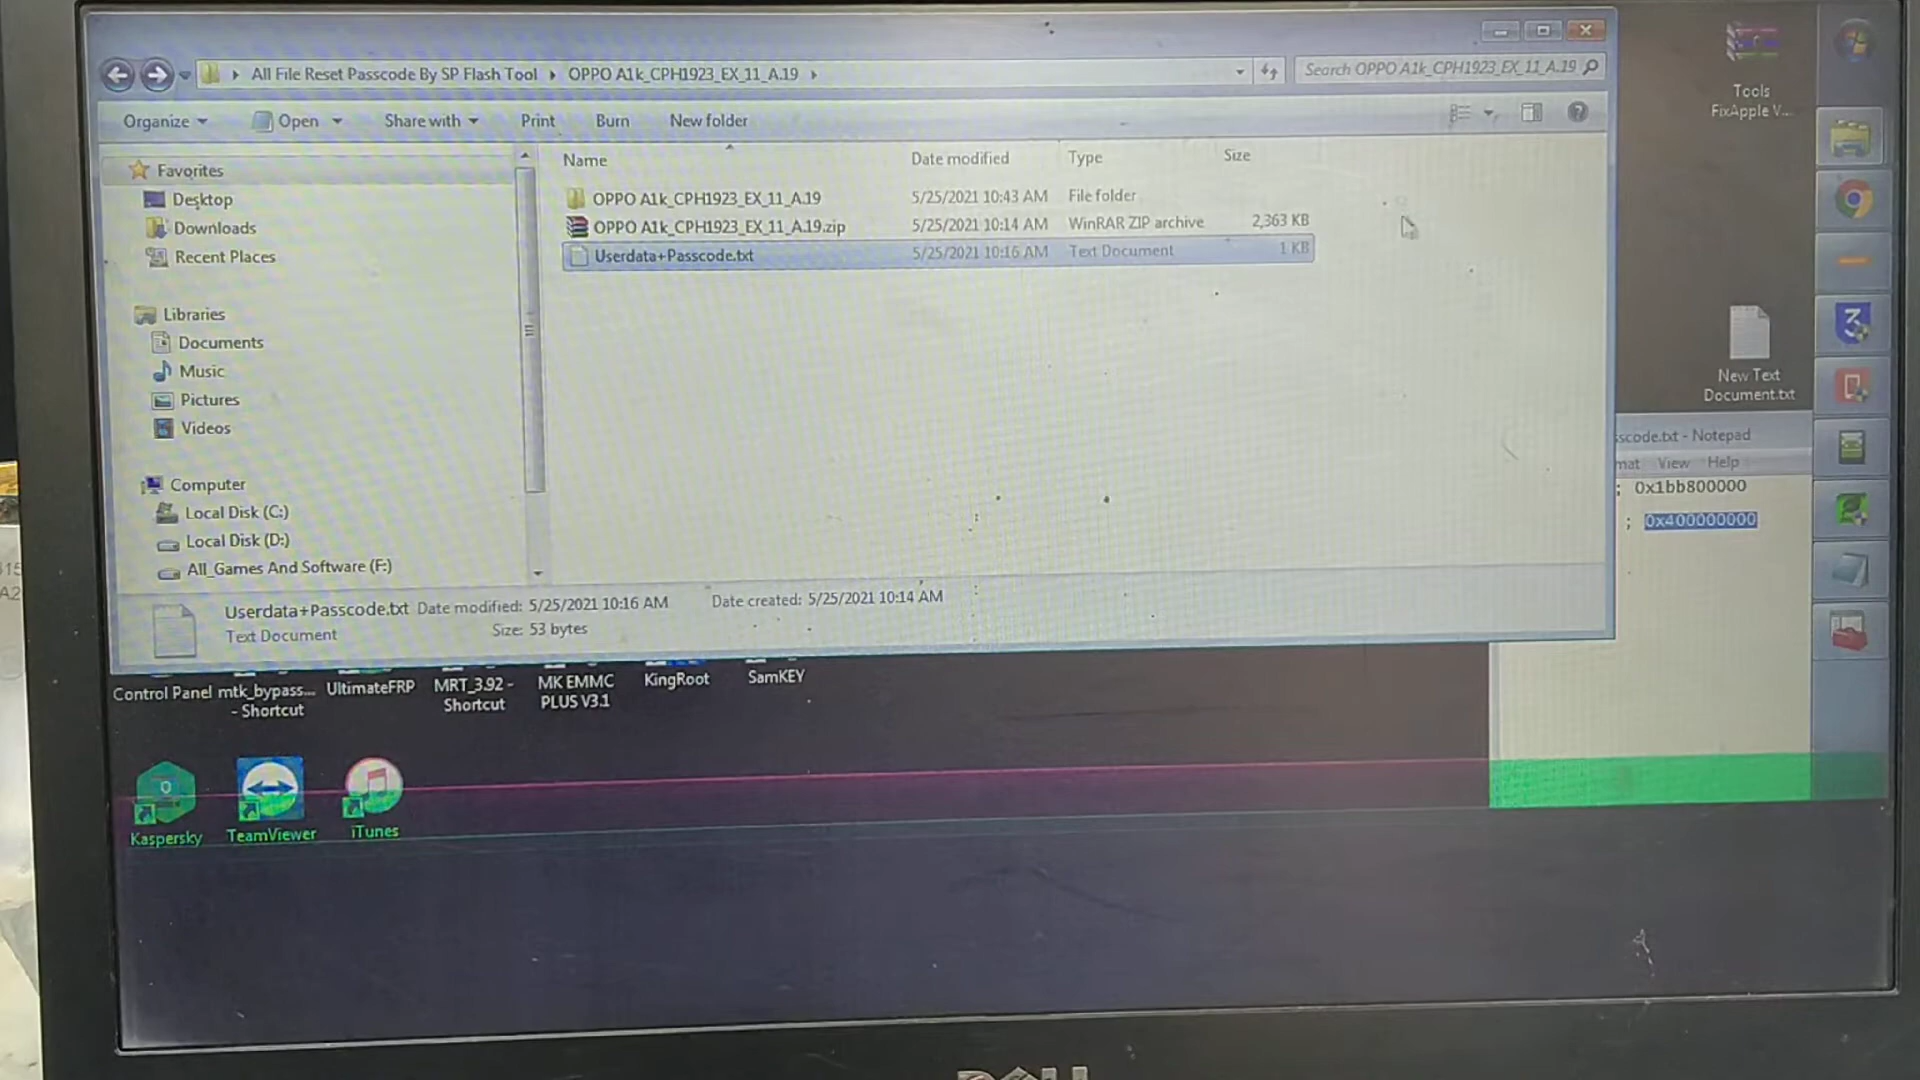 All File Reset Passcode By SP Flash Tool
OPPO A1k_CPH1923_EX_11_A.19
Search OPPO A1k_CPH1923_EX_11_A.19
Organize
Open
Share with
Print
Burn
New folder
Name
Date modified
Type
Size
OPPO A1k_CPH1923_EX_11_A.19
5/25/2021 10:43 AM
File folder
OPPO A1k_CPH1923_EX_11_A.19.zip
5/25/2021 10:14 AM
WinRAR ZIP archive
2,363 KB
Userdata+Passcode.txt
5/25/2021 10:16 AM
Text Document
1 KB
Favorites
Desktop
Downloads
Recent Places
Libraries
Documents
Music
Pictures
Videos
Computer
Local Disk (C:)
Local Disk (D:)
All_Games And Software (F:)
Userdata+Passcode.txt
Date modified: 5/25/2021 10:16 AM
Date created: 5/25/2021 10:14 AM
Text Document
Size: 53 bytes
Tools
FixApple V...
New Text
Document.txt
sscode.txt - Notepad
mat View Help
; 0x1bb800000
; 0x400000000
Control Panel
mtk_bypass...
- Shortcut
UltimateFRP
MRT_3.92 -
Shortcut
MK EMMC
PLUS V3.1
KingRoot
SamKEY
Kaspersky
TeamViewer
iTunes